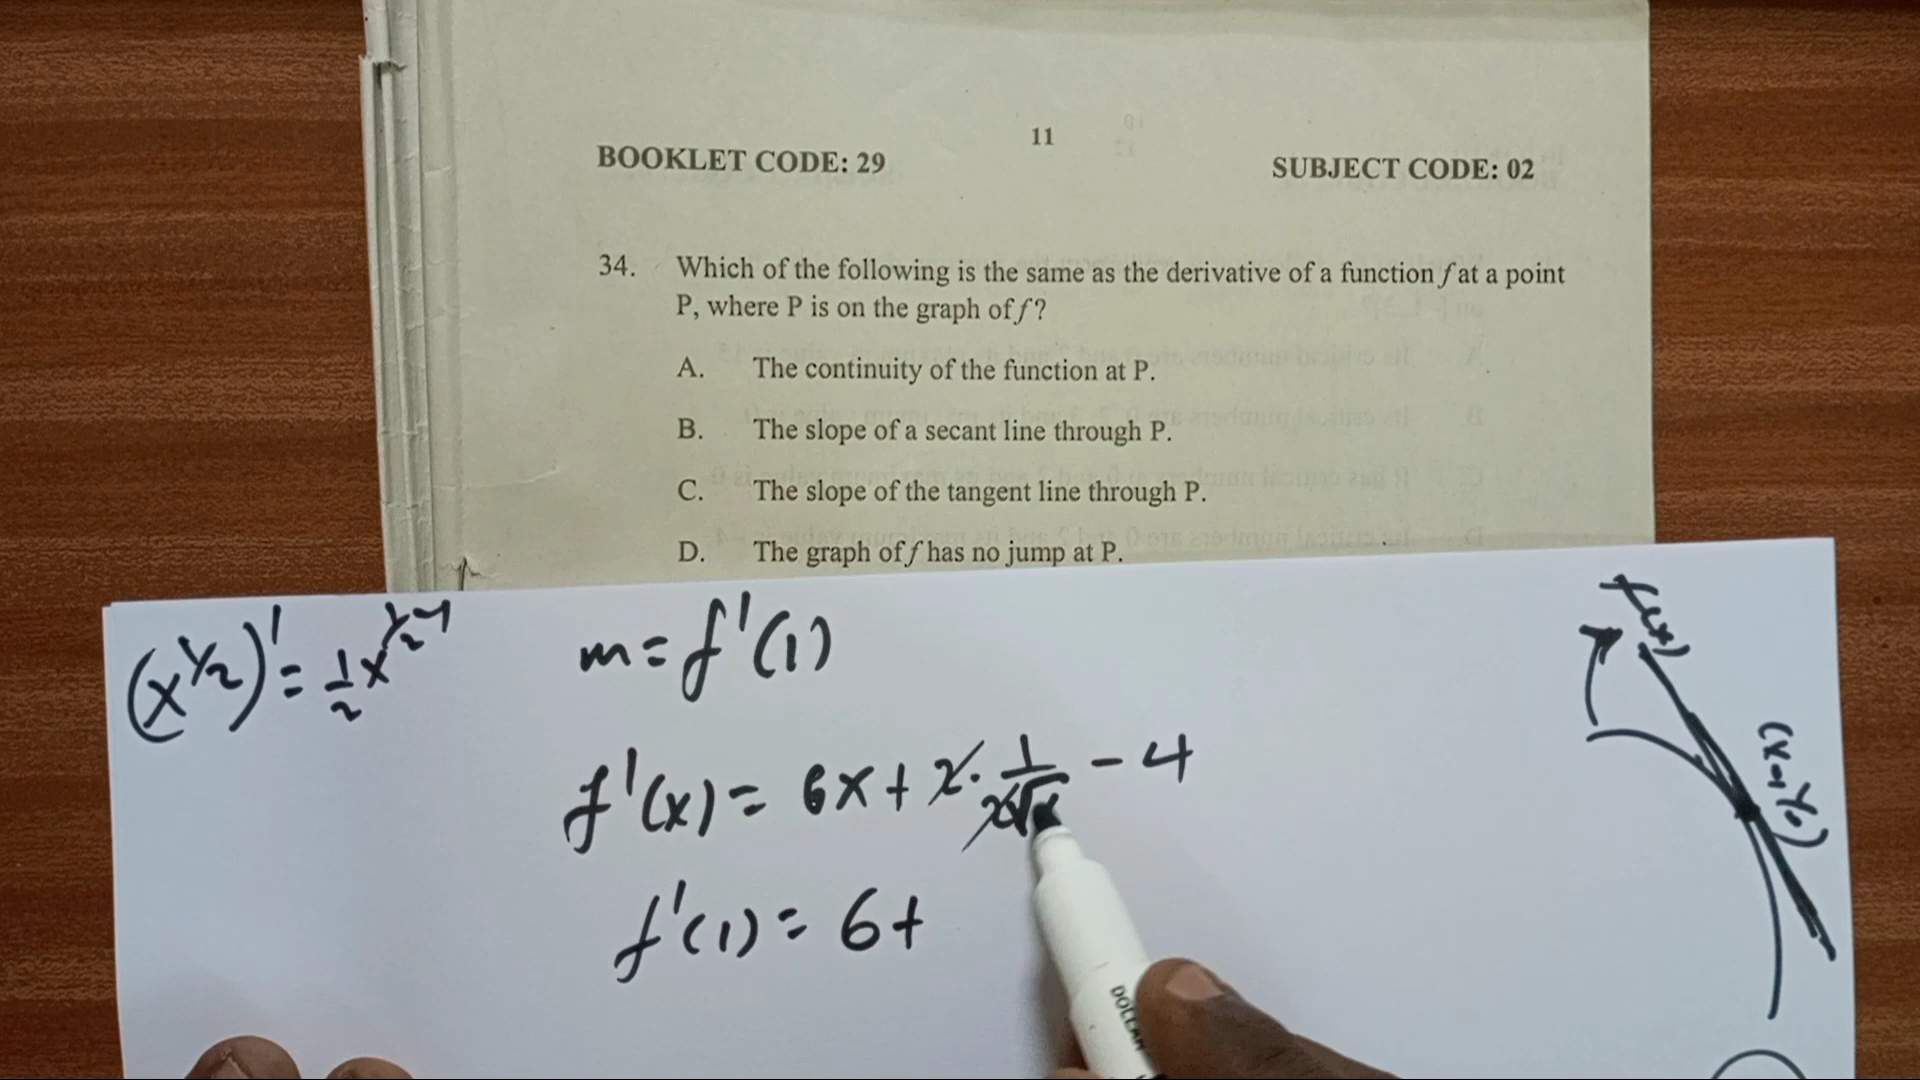 11
BOOKLET CODE: 29
SUBJECT CODE: 02
34. Which of the following is the same as the derivative of a function f at a point
P, where P is on the graph of f?
A. The continuity of the function at P.
B. The slope of a secant line through P.
C. The slope of the tangent line through P.
D. The graph of f has no jump at P.
(x^½)' = ½x^½-1
m = f'(1)
f'(x) = 6x + 2·1/2√x - 4
f'(1) = 6+
f(x)
DOLLAR